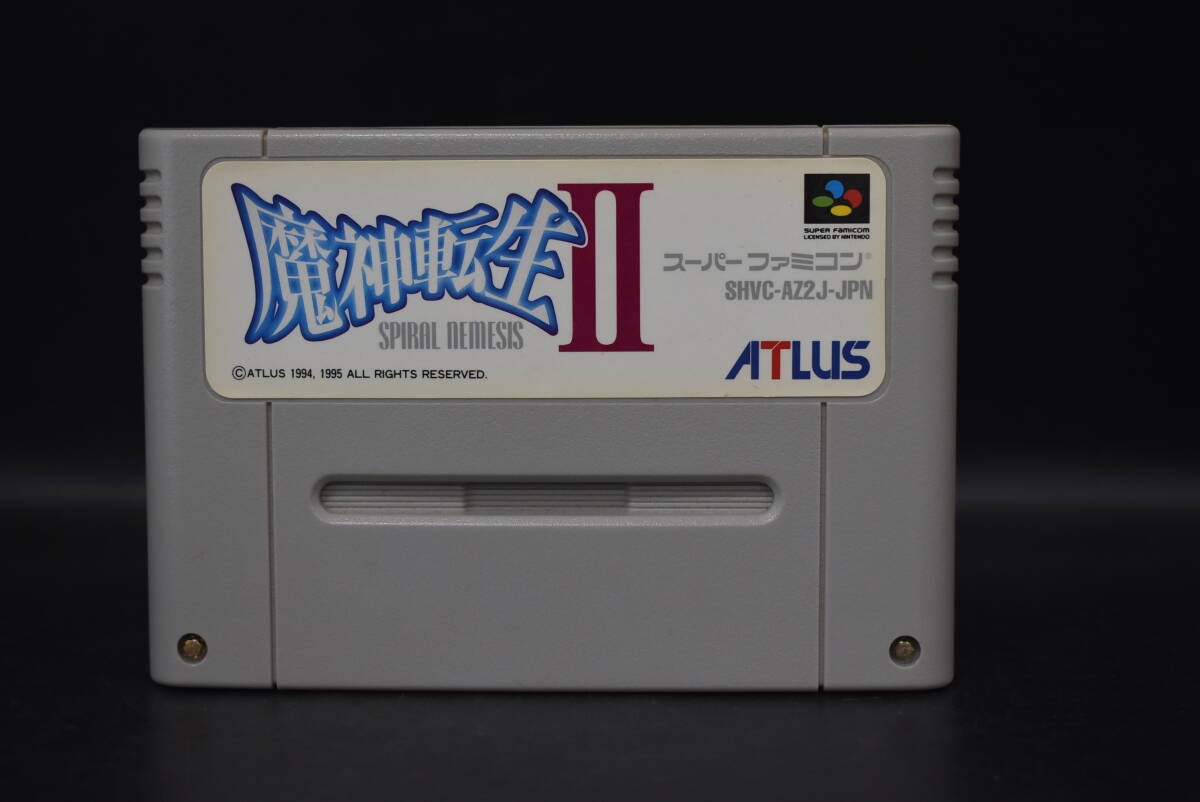 魔神転生II
SPIRAL NEMESIS
©ATLUS 1994, 1995 ALL RIGHTS RESERVED.
SUPER FAMICOM
LICENSED BY NINTENDO
スーパーファミコン®
SHVC-AZ2J-JPN
ATLUS